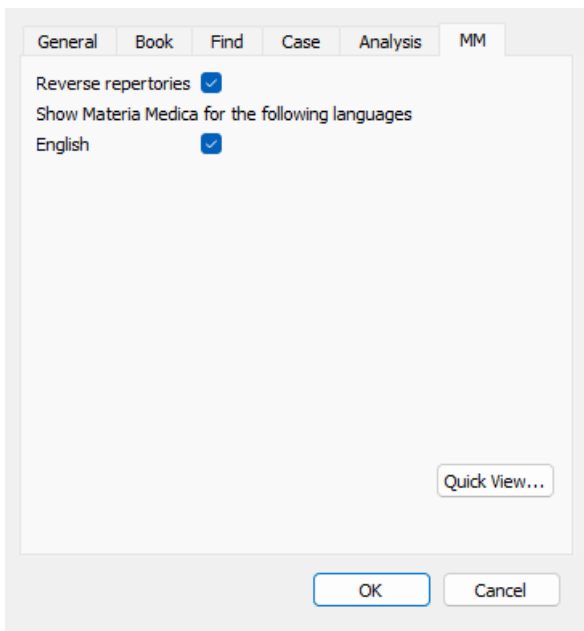 General Book Find Case Analysis MM
Reverse repertories
Show Materia Medica for the following languages
English
Quick View...
OK Cancel